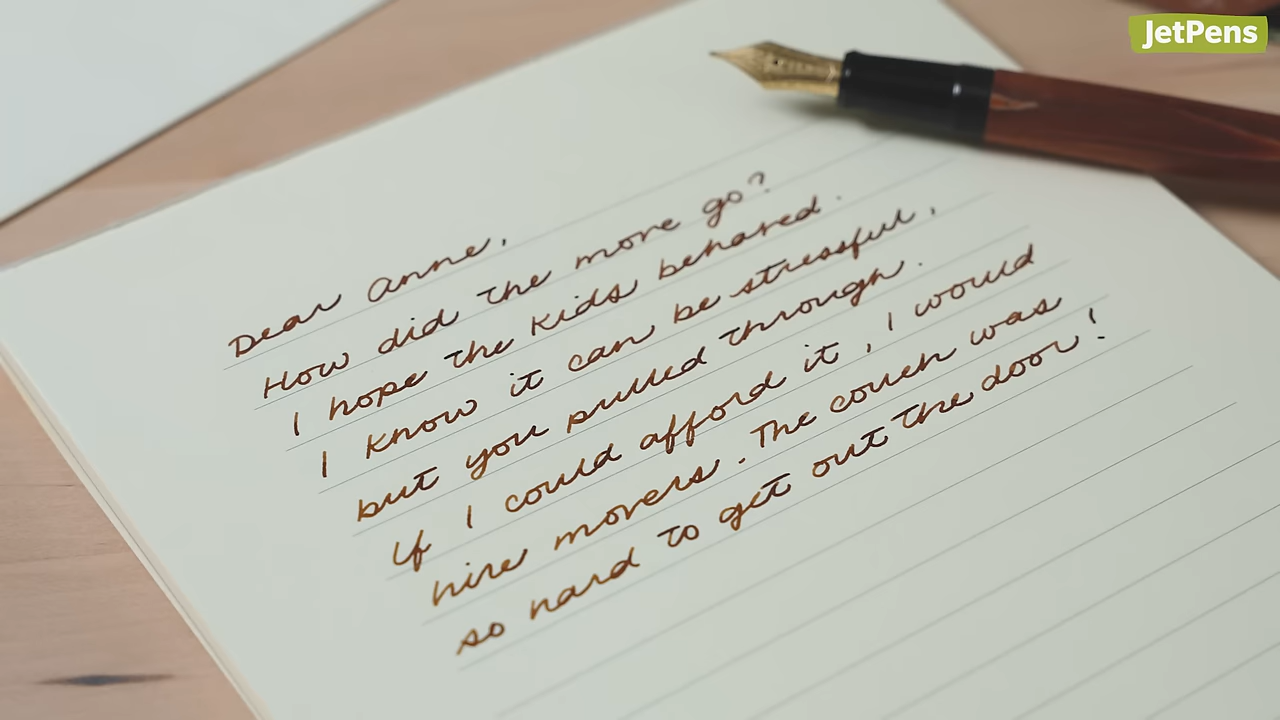 JetPens
Dear Anne,
How did the move go?
I hope the kids behaved.
I know it can be stressful,
but you pulled through.
If I could afford it, I would
hire movers. The couch was
so hard to get out the door!